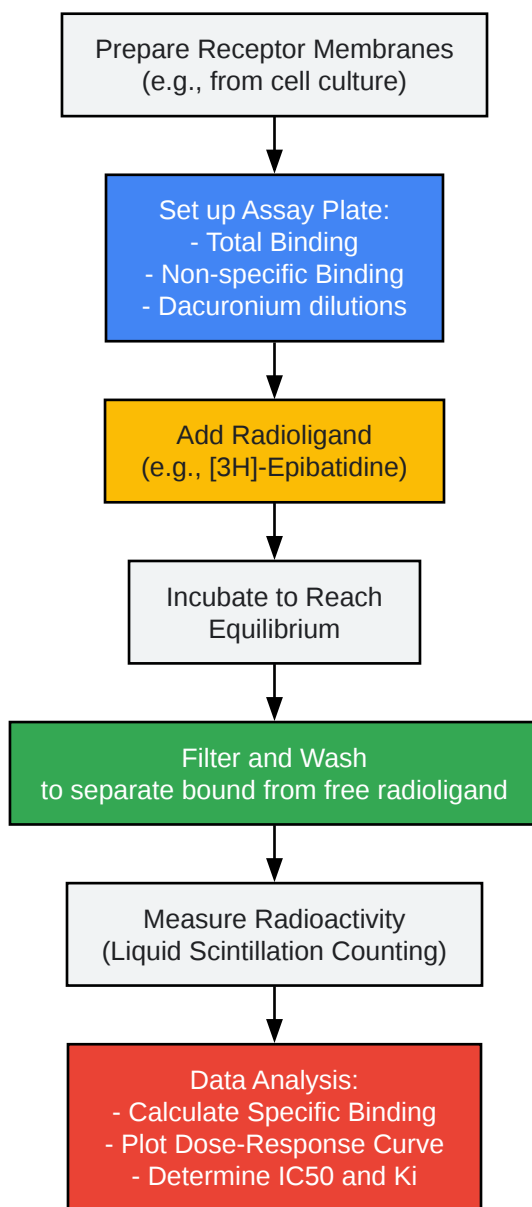 Prepare Receptor Membranes
(e.g., from cell culture)
Set up Assay Plate:
- Total Binding
- Non-specific Binding
- Dacuronium dilutions
Add Radioligand
(e.g., [3H]-Epibatidine)
Incubate to Reach
Equilibrium
Filter and Wash
to separate bound from free radioligand
Measure Radioactivity
(Liquid Scintillation Counting)
Data Analysis:
- Calculate Specific Binding
- Plot Dose-Response Curve
- Determine IC50 and Ki